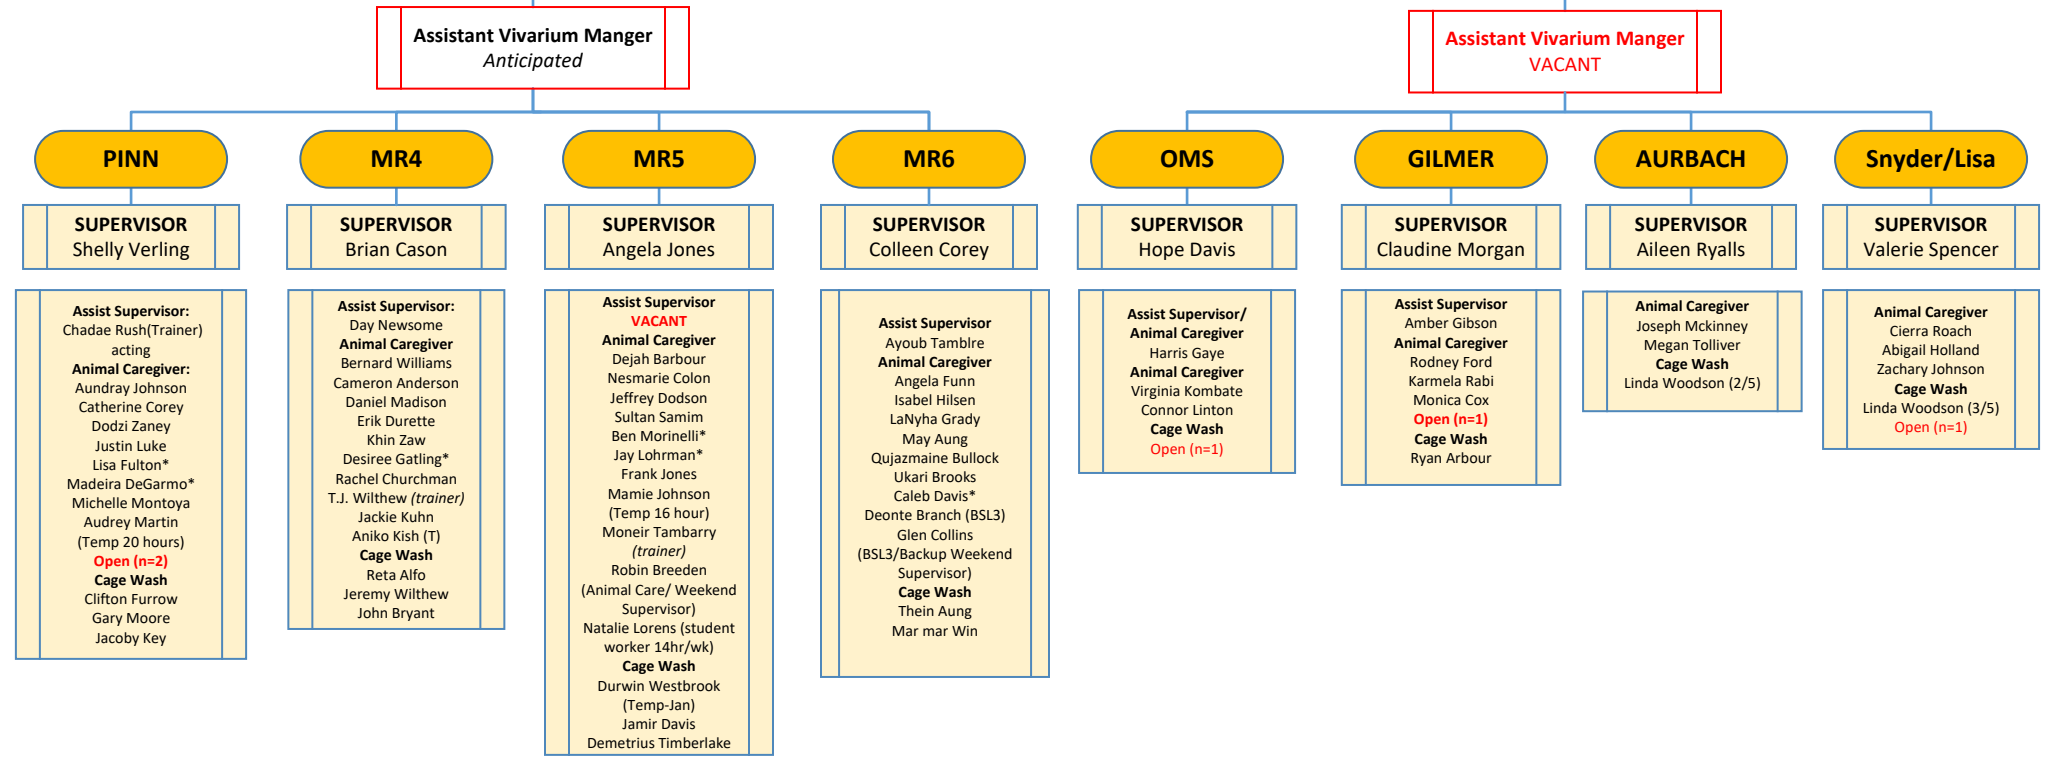 Assistant Vivarium Manger
Anticipated
PINN
SUPERVISOR
Shelly Verling
Assist Supervisor:
Chadae Rush(Trainer)
acting
Animal Caregiver:
Aundray Johnson
Catherine Corey
Dodzi Zaney
Justin Luke
Lisa Fulton*
Madeira DeGarmo*
Michelle Montoya
Audrey Martin
(Temp 20 hours)
Open (n=2)
Cage Wash
Clifton Furrow
Gary Moore
Jacoby Key
MR4
SUPERVISOR
Brian Cason
Assist Supervisor:
Day Newsome
Animal Caregiver
Bernard Williams
Cameron Anderson
Daniel Madison
Erik Durette
Khin Zaw
Desiree Gatling*
Rachel Churchman
T.J. Wilthew (trainer)
Jackie Kuhn
Aniko Kish (T)
Cage Wash
Reta Alfo
Jeremy Wilthew
John Bryant
MR5
SUPERVISOR
Angela Jones
Assist Supervisor
VACANT
Animal Caregiver
Dejah Barbour
Nesmarie Colon
Jeffrey Dodson
Sultan Samim
Ben Morinelli*
Jay Lohrman*
Frank Jones
Mamie Johnson
(Temp 16 hour)
Moneir Tambarry
(trainer)
Robin Breeden
(Animal Care/ Weekend
Supervisor)
Natalie Lorens (student
worker 14hr/wk)
Cage Wash
Durwin Westbrook
(Temp-Jan)
Jamir Davis
Demetrius Timberlake
MR6
SUPERVISOR
Colleen Corey
Assist Supervisor
Ayoub Tamblre
Animal Caregiver
Angela Funn
Isabel Hilsen
LaNyha Grady
May Aung
Qujazmaine Bullock
Ukari Brooks
Caleb Davis*
Deonte Branch (BSL3)
Glen Collins
(BSL3/Backup Weekend
Supervisor)
Cage Wash
Thein Aung
Mar mar Win
Assistant Vivarium Manger
VACANT
OMS
SUPERVISOR
Hope Davis
Assist Supervisor/
Animal Caregiver
Harris Gaye
Animal Caregiver
Virginia Kombate
Connor Linton
Cage Wash
Open (n=1)
GILMER
SUPERVISOR
Claudine Morgan
Assist Supervisor
Amber Gibson
Animal Caregiver
Rodney Ford
Karmela Rabi
Monica Cox
Open (n=1)
Cage Wash
Ryan Arbour
AURBACH
SUPERVISOR
Aileen Ryalls
Animal Caregiver
Joseph Mckinney
Megan Tolliver
Cage Wash
Linda Woodson (2/5)
Snyder/Lisa
SUPERVISOR
Valerie Spencer
Animal Caregiver
Cierra Roach
Abigail Holland
Zachary Johnson
Cage Wash
Linda Woodson (3/5)
Open (n=1)